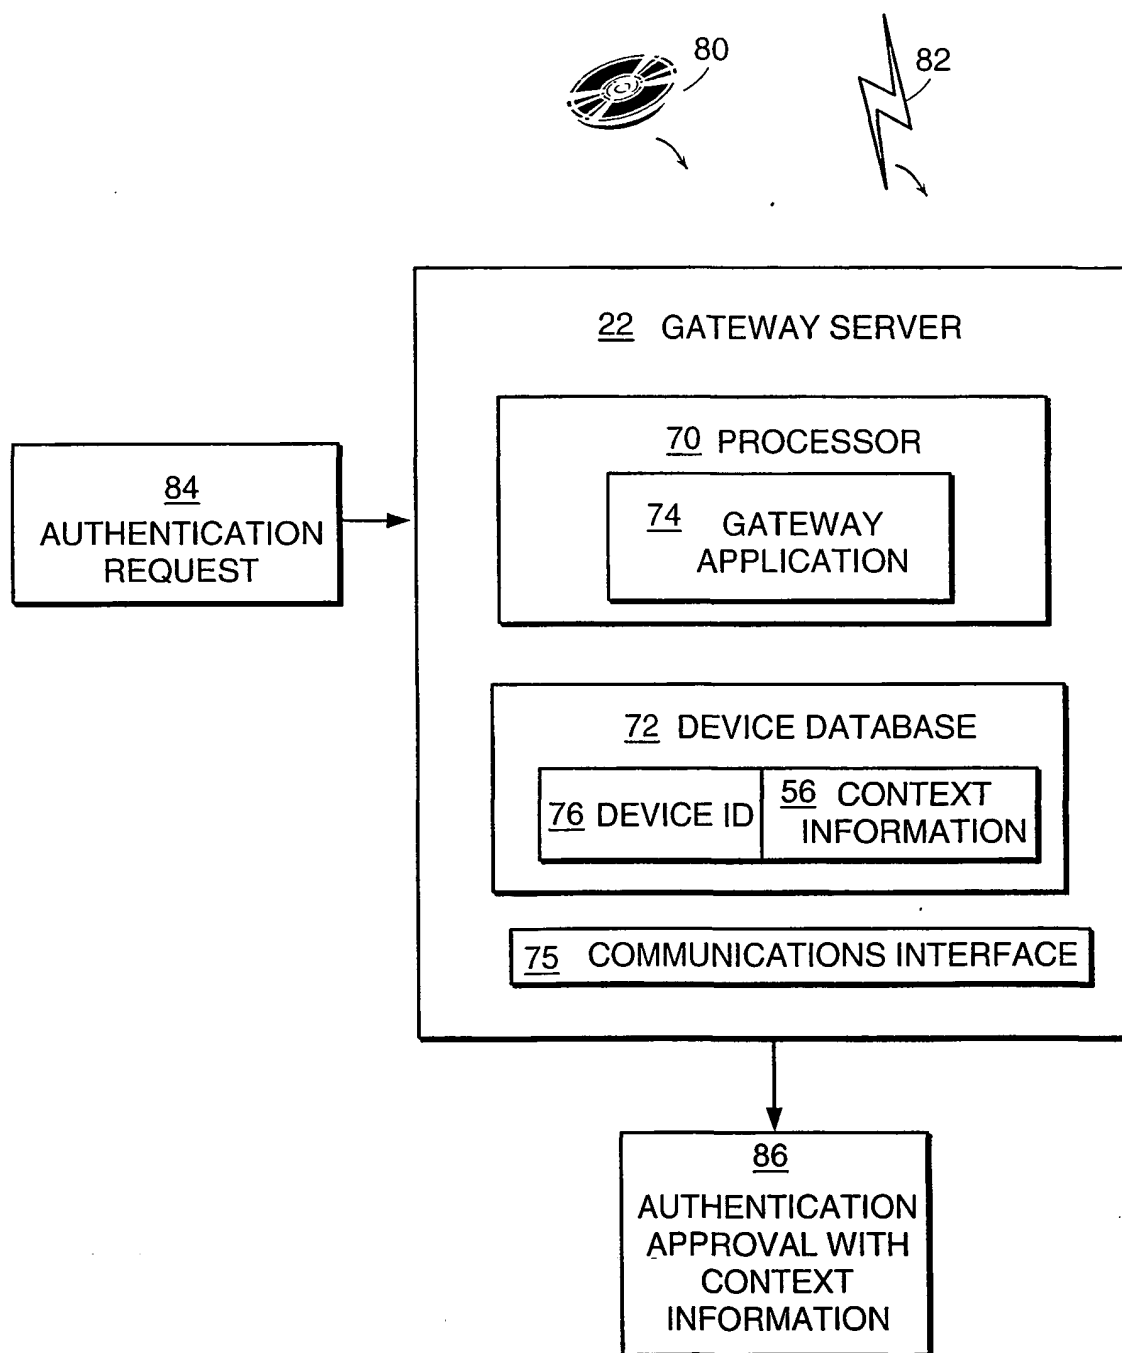 80
82
22 GATEWAY SERVER
70 PROCESSOR
74 GATEWAY
APPLICATION
84
AUTHENTICATION
REQUEST
72 DEVICE DATABASE
76 DEVICE ID
56 CONTEXT
INFORMATION
75 COMMUNICATIONS INTERFACE
86
AUTHENTICATION
APPROVAL WITH
CONTEXT
INFORMATION